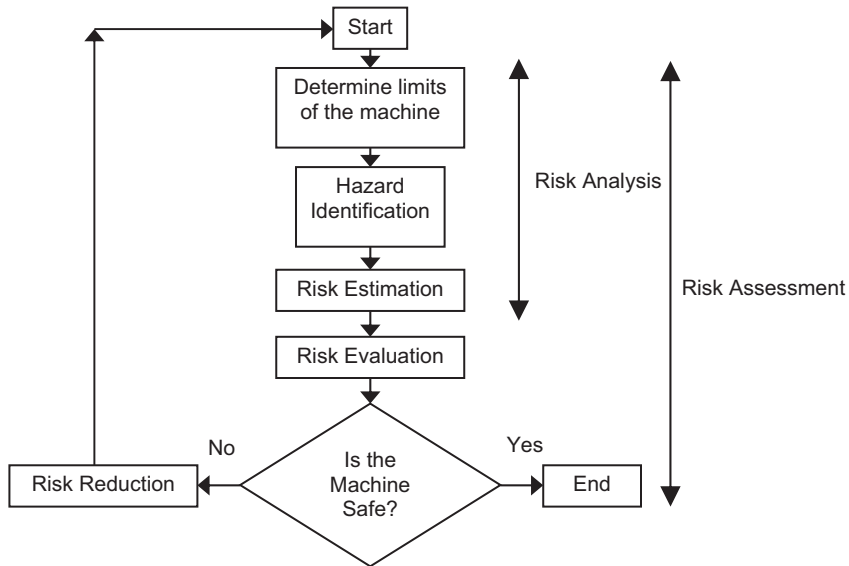 Start
Determine limits
of the machine
Hazard
Identification
Risk Analysis
Risk Estimation
Risk Assessment
Risk Evaluation
No
Yes
Is the
Machine
Safe?
Risk Reduction
End